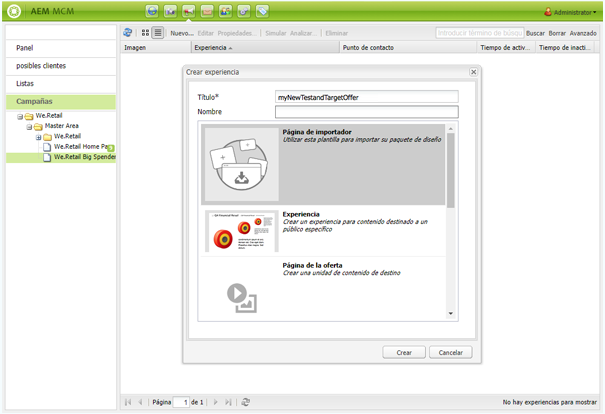 AEM MCM
Administrator
Nuevo... Editar Propiedades... Simular Analizar... Eliminar
Introducir término de búsqu Buscar Borrar Avanzado
Panel
posibles clientes
Listas
Campañas
We.Retail
Master Area
We.Retail
We.Retail Home Pa
We.Retail Big Spender
Imagen Experiencia Punto de contacto Tiempo de activ... Tiempo de inacti...
Crear experiencia
Título* myNewTestandTargetOffer
Nombre
Página de importador
Utilizar esta plantilla para importar su paquete de diseño
Experiencia
Crear un experiencia para contenido destinado a un
público específico
Página de la oferta
Crear una unidad de contenido de destino
Crear Cancelar
Página 1 de 1
No hay experiencias para mostrar